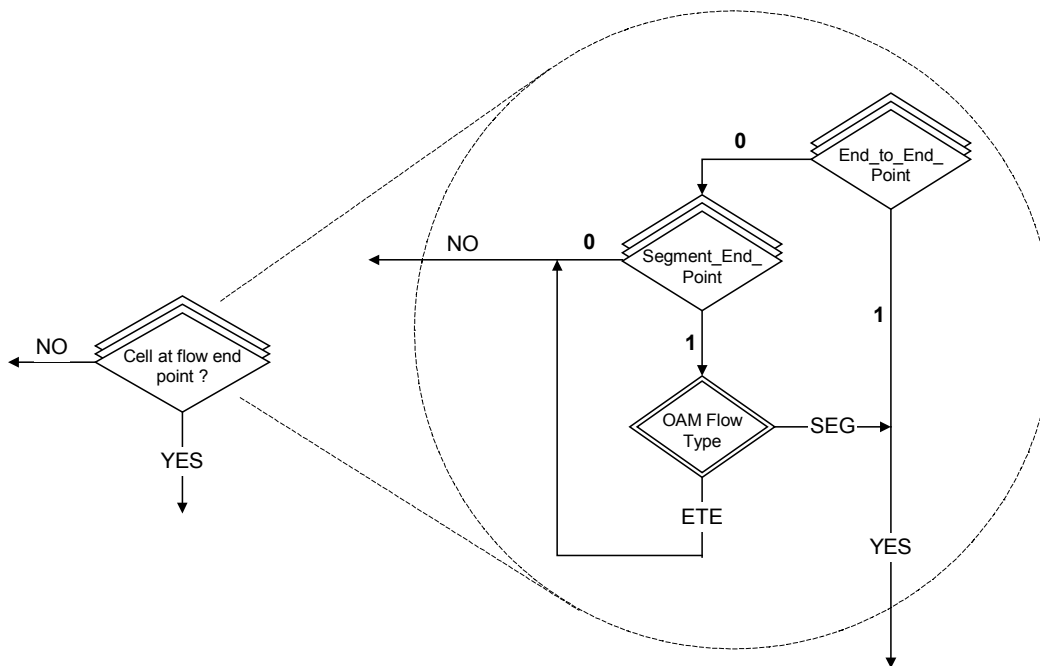 0
End_to_End_
Point
NO
0
Segment_End_
Point
1
1
NO
Cell at flow end
point ?
OAM Flow
Type
SEG
YES
ETE
YES